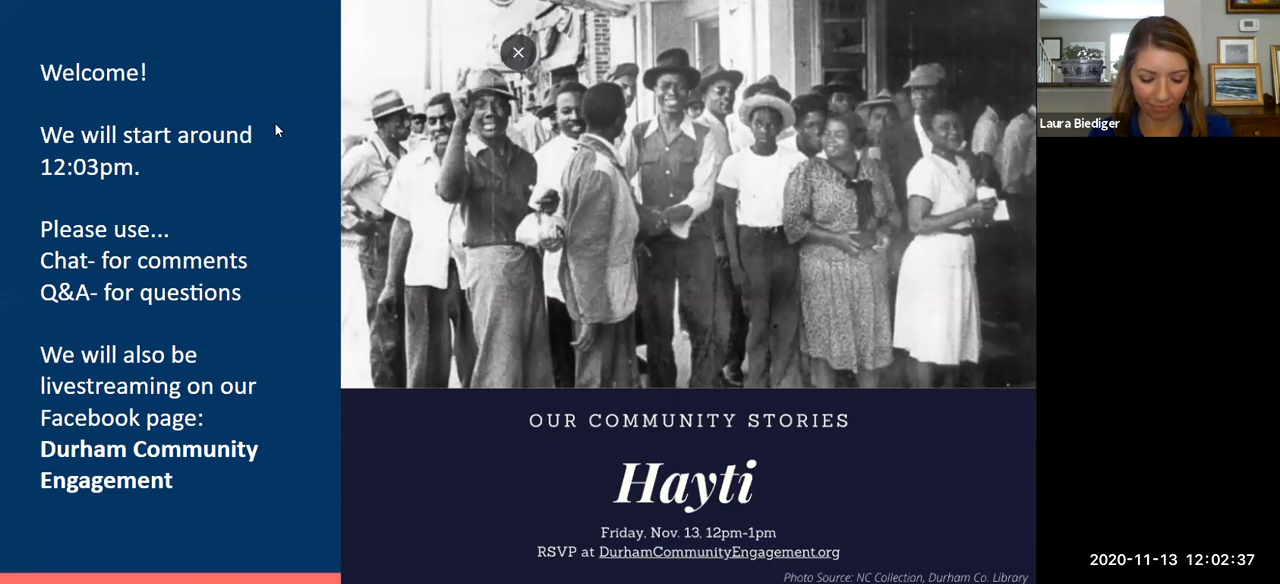 Welcome!
We will start around
12:03pm.
Please use...
Chat- for comments
Q&A- for questions
We will also be
livestreaming on our
Facebook page:
Durham Community
Engagement
OUR COMMUNITY STORIES
Hayti
Friday, Nov. 13, 12pm-1pm
RSVP at DurhamCommunityEngagement.org
Photo Source: NC Collection, Durham Co. Library
Laura Biediger
2020-11-13 12:02:37